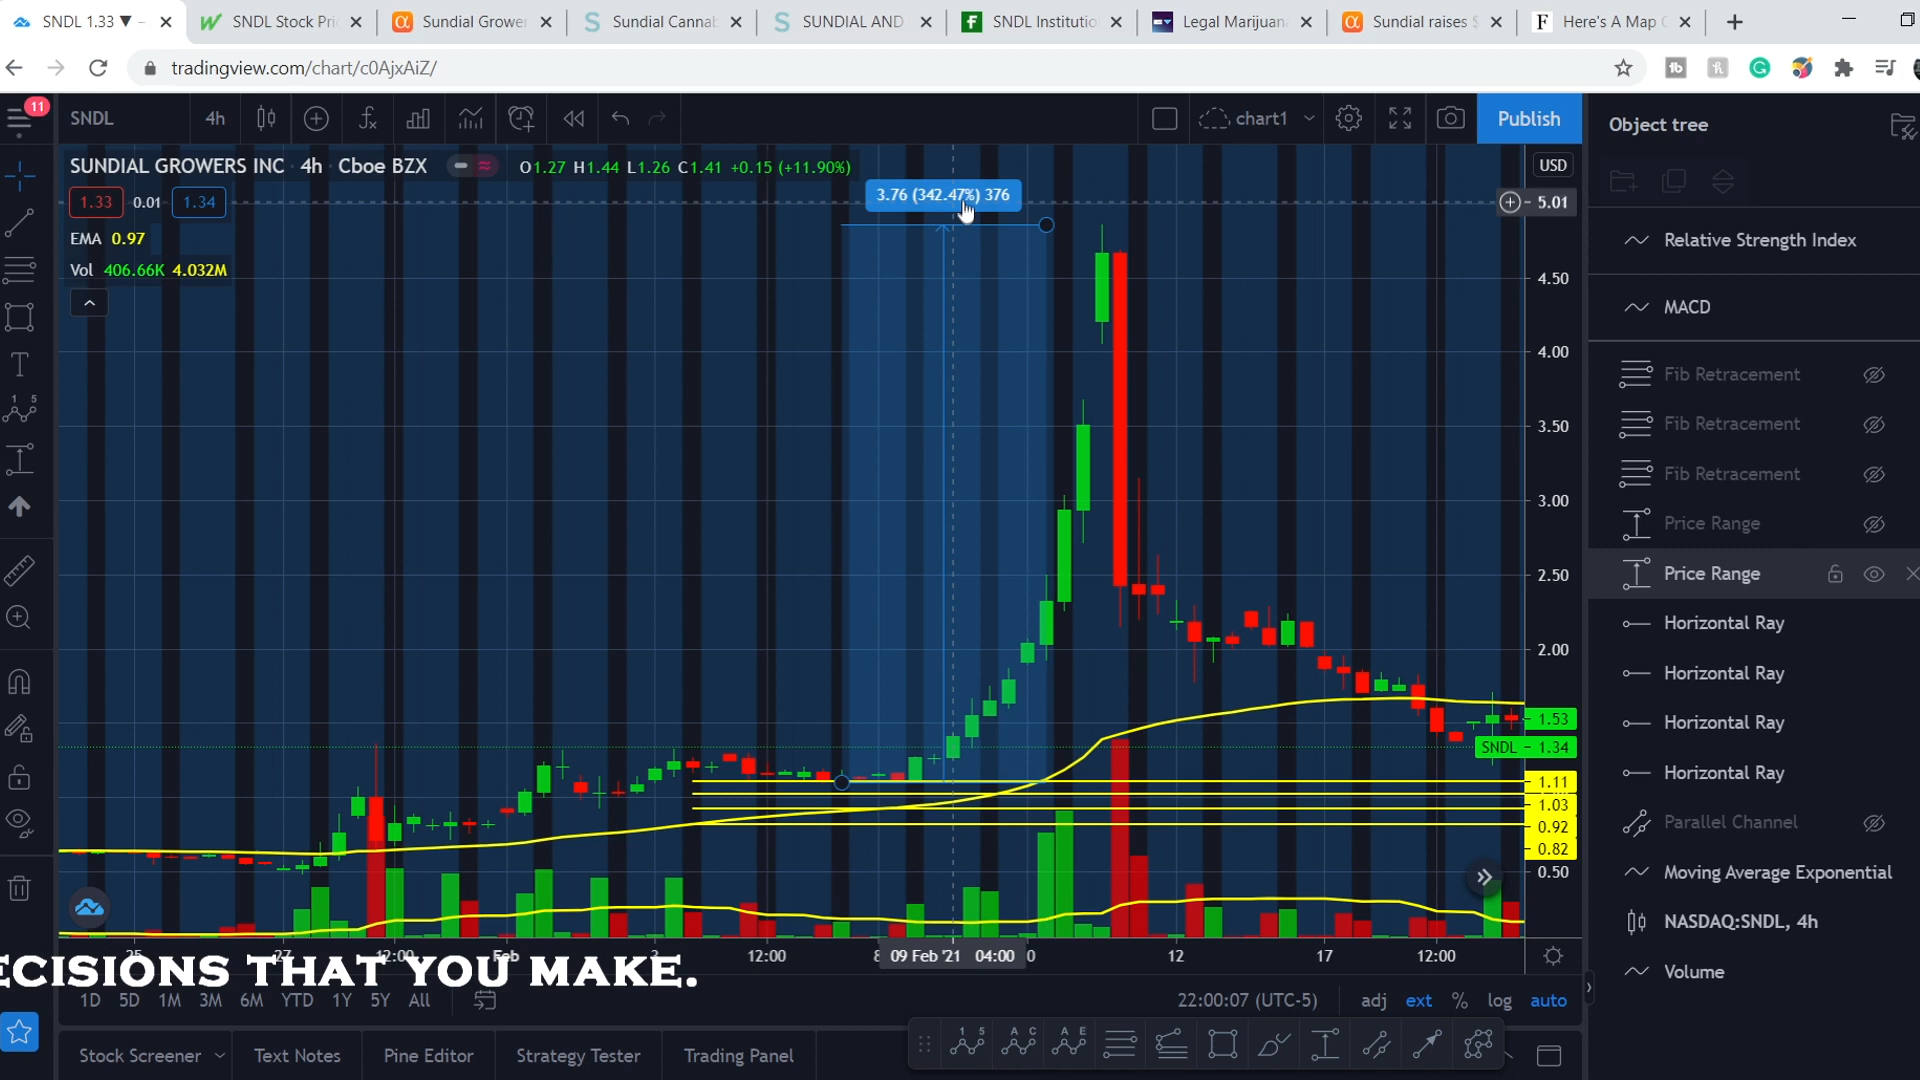 SNDL 1.33 ▼ −
SNDL Stock Pri
Sundial Growe
Sundial Cannab
SUNDIAL AND
SNDL Institutio
Legal Marijuan
Sundial raises $
Here's A Map
tradingview.com/chart/c0AjxAiZ/
11
SNDL
4h
chart1
Publish
Object tree
SUNDIAL GROWERS INC · 4h · Cboe BZX
O1.27 H1.44 L1.26 C1.41 +0.15 (+11.90%)
USD
1.33
0.01
1.34
3.76 (342.47%) 376
5.01
EMA 0.97
Vol 406.66K 4.032M
4.50
4.00
3.50
3.00
2.50
2.00
1.53
SNDL − 1.34
1.11
1.03
0.92
0.82
0.50
Relative Strength Index
MACD
Fib Retracement
Fib Retracement
Fib Retracement
Price Range
Price Range
Horizontal Ray
Horizontal Ray
Horizontal Ray
Horizontal Ray
Parallel Channel
Moving Average Exponential
NASDAQ:SNDL, 4h
Volume
25
27
12:00
Feb
3
12:00
8
09 Feb '21 04:00
0
12
17
12:00
ECISIONS THAT YOU MAKE.
1D 5D 1M 3M 6M YTD 1Y 5Y All
22:00:07 (UTC-5)
adj ext % log auto
Stock Screener
Text Notes
Pine Editor
Strategy Tester
Trading Panel